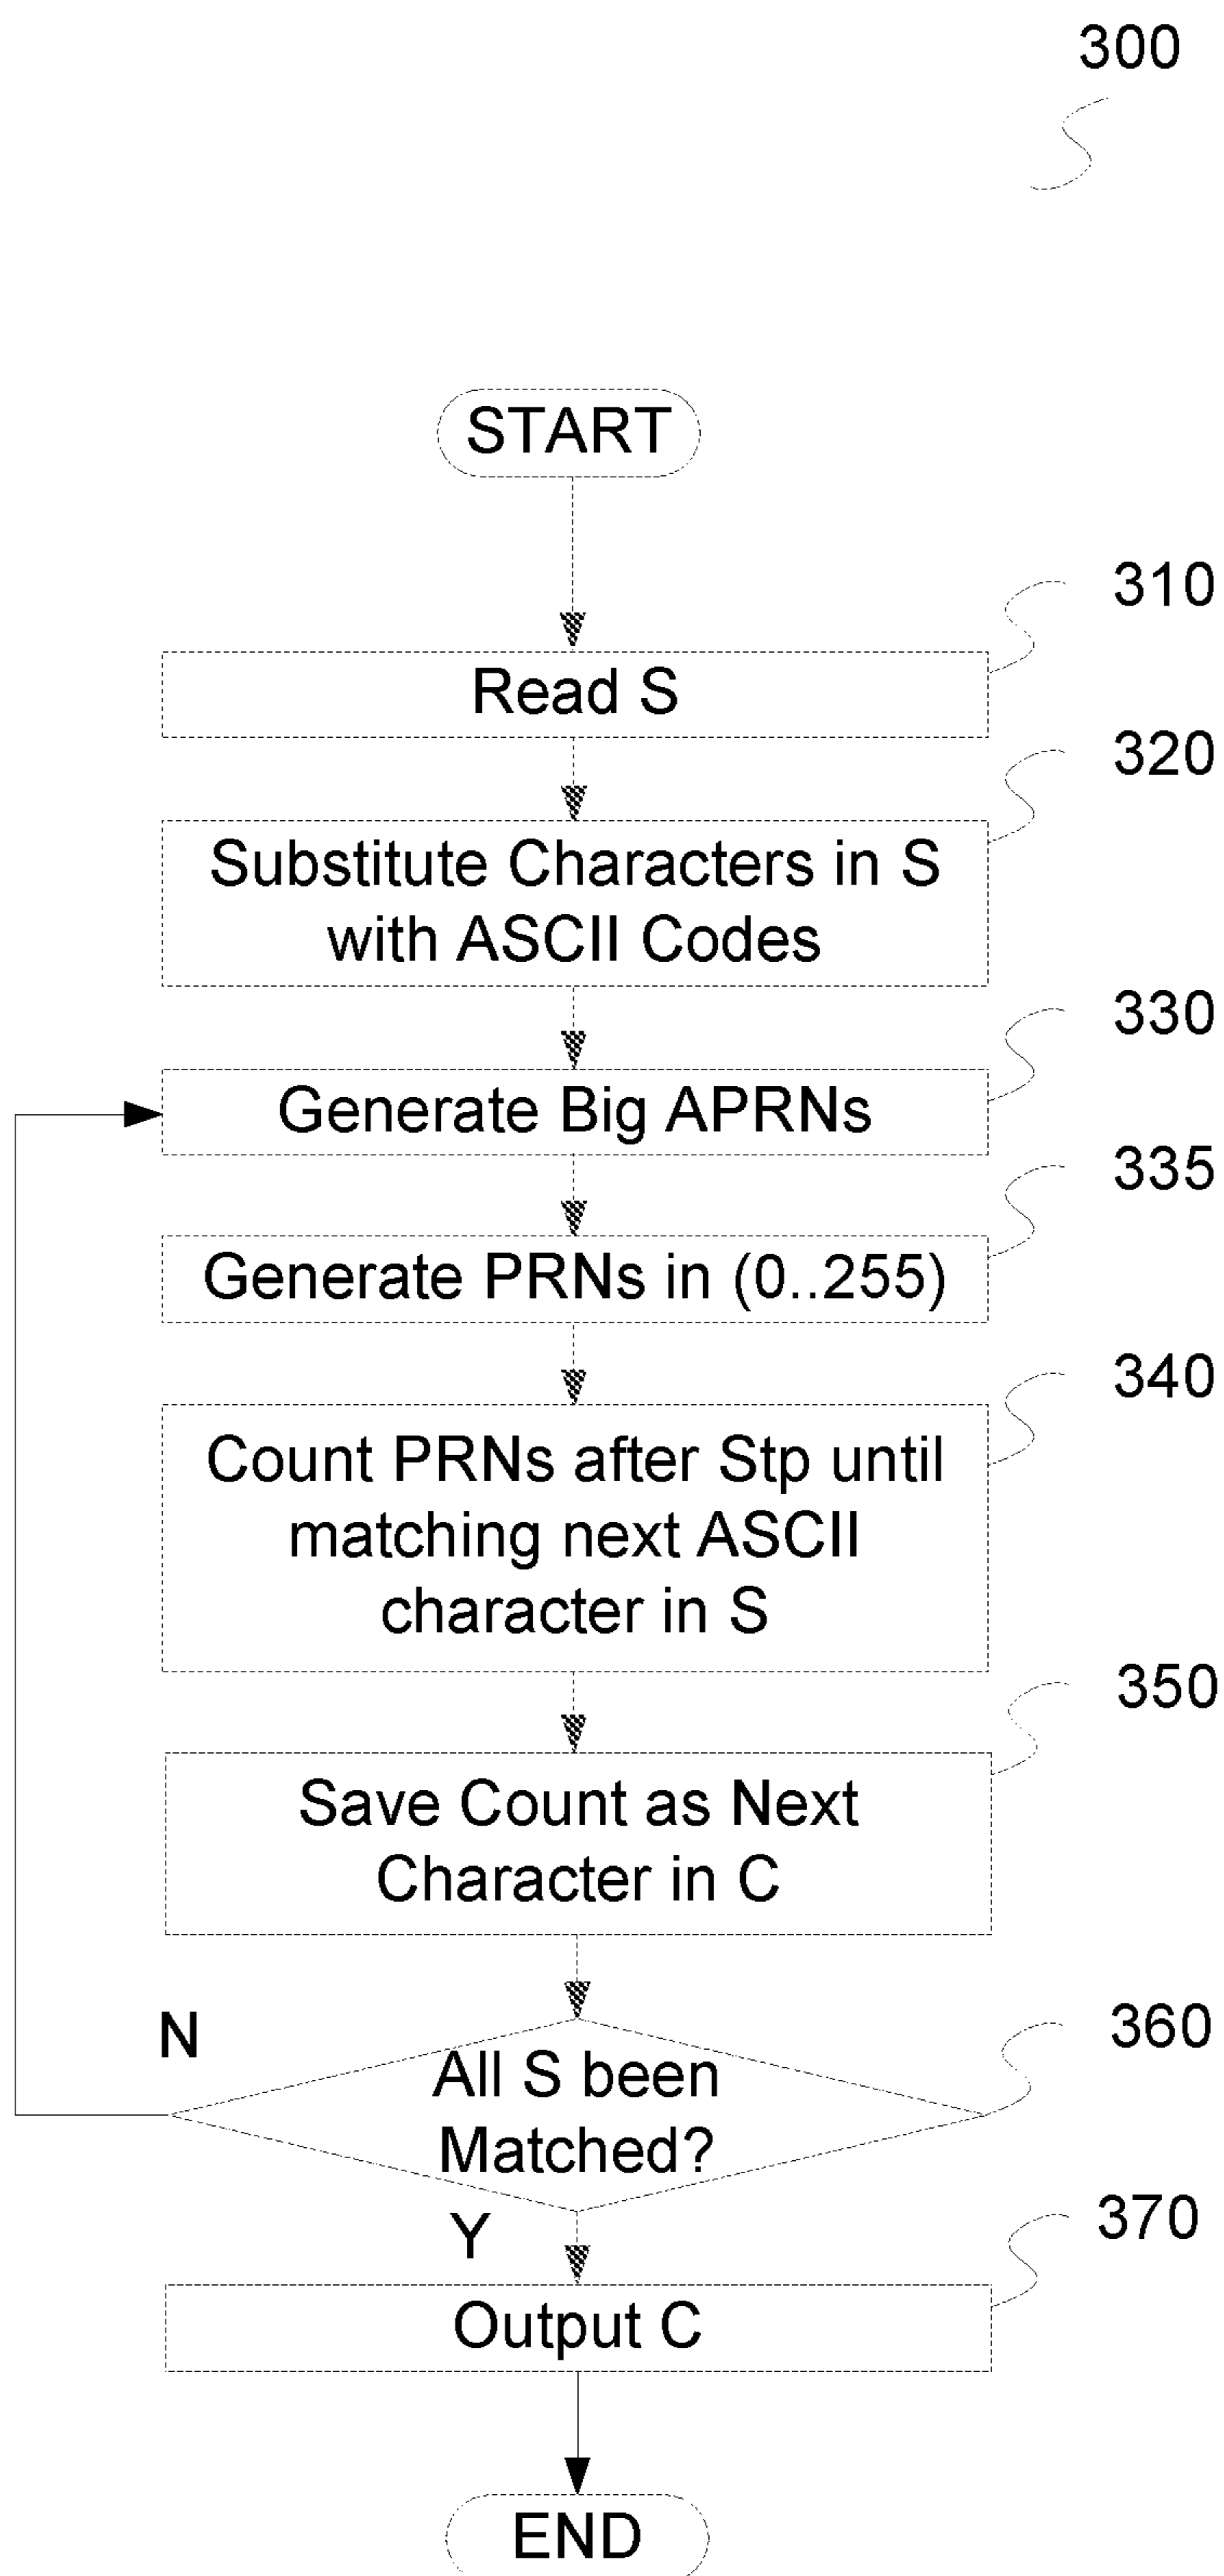 300
START
310
Read S
320
Substitute Characters in S
with ASCII Codes
330
Generate Big APRNs
335
Generate PRNs in (0..255)
340
Count PRNs after Stp until
matching next ASCII
character in S
350
Save Count as Next
Character in C
360
N
All S been
Matched?
Y
370
Output C
END